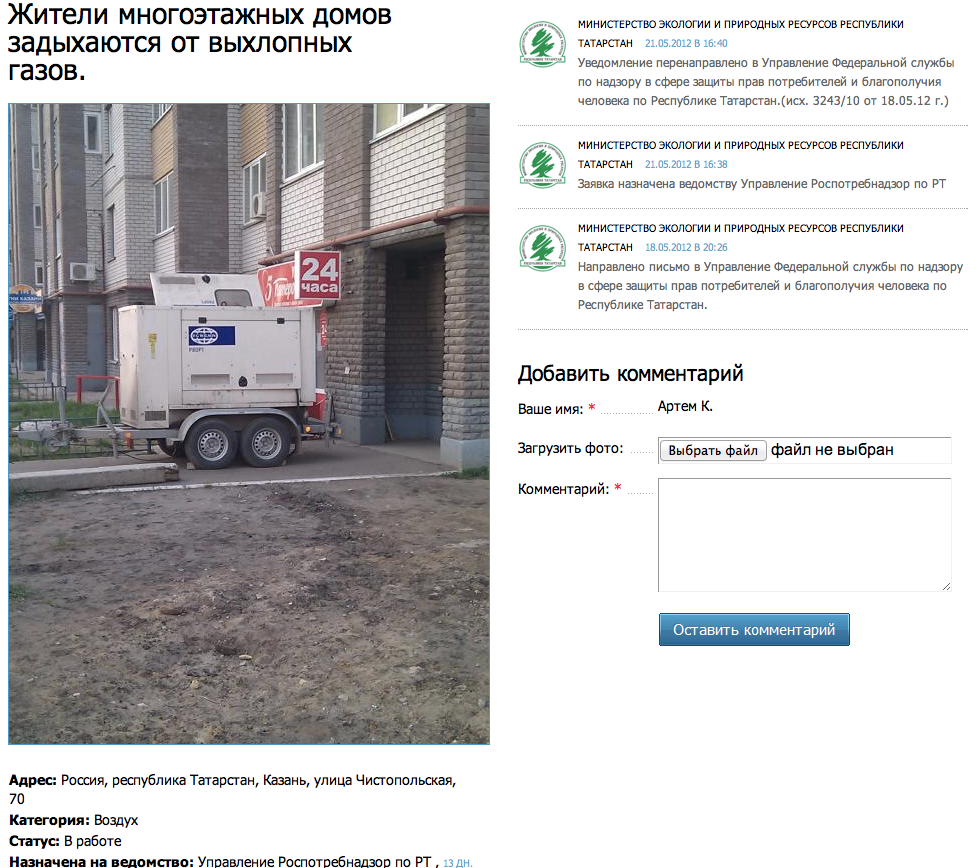 Жители многоэтажных домов
задыхаются от выхлопных
газов.
24
часа
WILSON
Адрес: Россия, республика Татарстан, Казань, улица Чистопольская,
70
Категория: Воздух
Статус: В работе
Назначена на ведомство: Управление Роспотребнадзор по РТ , 13 ДН.
МИНИСТЕРСТВО ЭКОЛОГИИ И ПРИРОДНЫХ РЕСУРСОВ РЕСПУБЛИКИ
ТАТАРСТАН 21.05.2012 В 16:40
Уведомление перенаправлено в Управление Федеральной службы
по надзору в сфере защиты прав потребителей и благополучия
человека по Республике Татарстан.(исх. 3243/10 от 18.05.12 г.)
МИНИСТЕРСТВО ЭКОЛОГИИ И ПРИРОДНЫХ РЕСУРСОВ РЕСПУБЛИКИ
ТАТАРСТАН 21.05.2012 В 16:38
Заявка назначена ведомству Управление Роспотребнадзор по РТ
МИНИСТЕРСТВО ЭКОЛОГИИ И ПРИРОДНЫХ РЕСУРСОВ РЕСПУБЛИКИ
ТАТАРСТАН 18.05.2012 В 20:26
Направлено письмо в Управление Федеральной службы по надзору
в сфере защиты прав потребителей и благополучия человека по
Республике Татарстан.
Добавить комментарий
Ваше имя: * Артем К.
Загрузить фото: Выбрать файл файл не выбран
Комментарий: *
Оставить комментарий